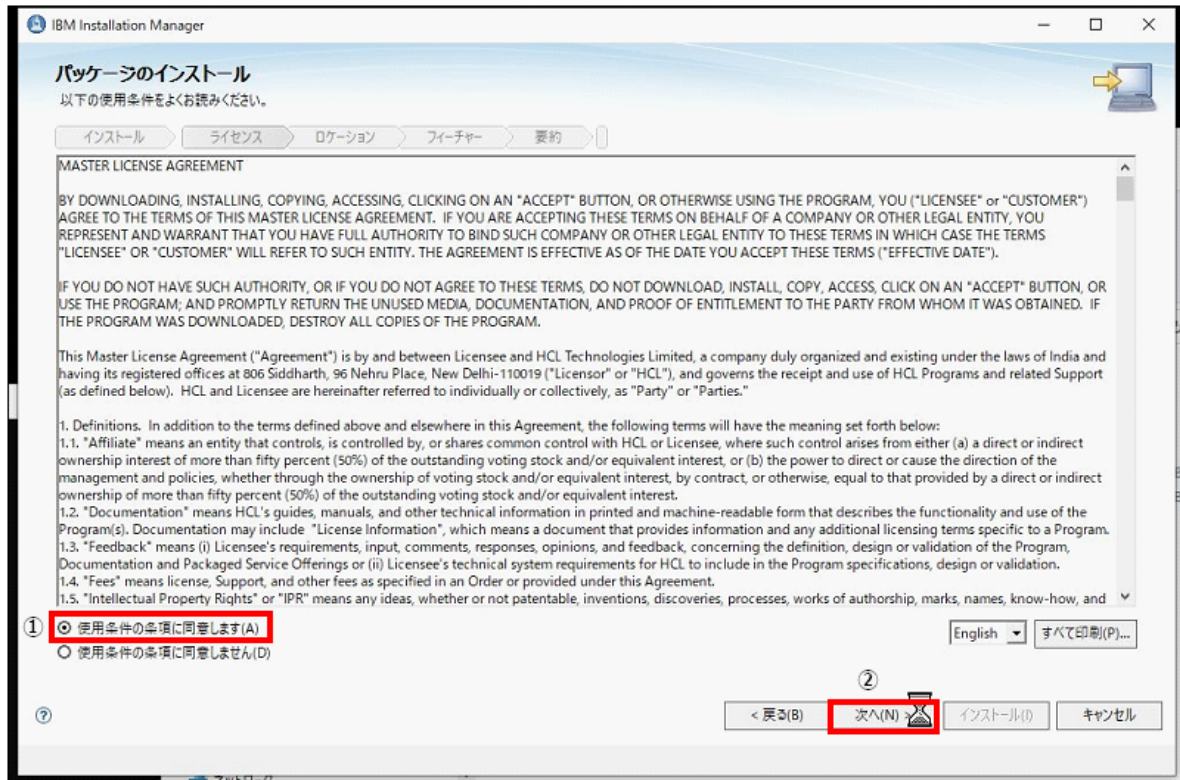 IBM Installation Manager
パッケージのインストール
以下の使用条件をよくお読みください。
インストール ライセンス ロケーション フィーチャー 要約
MASTER LICENSE AGREEMENT
BY DOWNLOADING, INSTALLING, COPYING, ACCESSING, CLICKING ON AN "ACCEPT" BUTTON, OR OTHERWISE USING THE PROGRAM, YOU ("LICENSEE" or "CUSTOMER")
AGREE TO THE TERMS OF THIS MASTER LICENSE AGREEMENT. IF YOU ARE ACCEPTING THESE TERMS ON BEHALF OF A COMPANY OR OTHER LEGAL ENTITY, YOU
REPRESENT AND WARRANT THAT YOU HAVE FULL AUTHORITY TO BIND SUCH COMPANY OR OTHER LEGAL ENTITY TO THESE TERMS IN WHICH CASE THE TERMS
"LICENSEE" OR "CUSTOMER" WILL REFER TO SUCH ENTITY. THE AGREEMENT IS EFFECTIVE AS OF THE DATE YOU ACCEPT THESE TERMS ("EFFECTIVE DATE").
IF YOU DO NOT HAVE SUCH AUTHORITY, OR IF YOU DO NOT AGREE TO THESE TERMS, DO NOT DOWNLOAD, INSTALL, COPY, ACCESS, CLICK ON AN "ACCEPT" BUTTON, OR
USE THE PROGRAM; AND PROMPTLY RETURN THE UNUSED MEDIA, DOCUMENTATION, AND PROOF OF ENTITLEMENT TO THE PARTY FROM WHOM IT WAS OBTAINED. IF
THE PROGRAM WAS DOWNLOADED, DESTROY ALL COPIES OF THE PROGRAM.
This Master License Agreement ("Agreement") is by and between Licensee and HCL Technologies Limited, a company duly organized and existing under the laws of India and
having its registered offices at 806 Siddharth, 96 Nehru Place, New Delhi-110019 ("Licensor" or "HCL"), and governs the receipt and use of HCL Programs and related Support
(as defined below). HCL and Licensee are hereinafter referred to individually or collectively, as "Party" or "Parties."
1. Definitions. In addition to the terms defined above and elsewhere in this Agreement, the following terms will have the meaning set forth below:
1.1. "Affiliate" means an entity that controls, is controlled by, or shares common control with HCL or Licensee, where such control arises from either (a) a direct or indirect
ownership interest of more than fifty percent (50%) of the outstanding voting stock and/or equivalent interest, or (b) the power to direct or cause the direction of the
management and policies, whether through the ownership of voting stock and/or equivalent interest, by contract, or otherwise, equal to that provided by a direct or indirect
ownership of more than fifty percent (50%) of the outstanding voting stock and/or equivalent interest.
1.2. "Documentation" means HCL's guides, manuals, and other technical information in printed and machine-readable form that describes the functionality and use of the
Program(s). Documentation may include "License Information", which means a document that provides information and any additional licensing terms specific to a Program.
1.3. "Feedback" means (i) Licensee's requirements, input, comments, responses, opinions, and feedback, concerning the definition, design or validation of the Program,
Documentation and Packaged Service Offerings or (ii) Licensee's technical system requirements for HCL to include in the Program specifications, design or validation.
1.4. "Fees" means license, Support, and other fees as specified in an Order or provided under this Agreement.
1.5. "Intellectual Property Rights" or "IPR" means any ideas, whether or not patentable, inventions, discoveries, processes, works of authorship, marks, names, know-how, and
① 使用条件の条項に同意します(A)
English すべて印刷(P)...
使用条件の条項に同意しません(D)
②
< 戻る(B) 次へ(N) > インストール(I) キャンセル